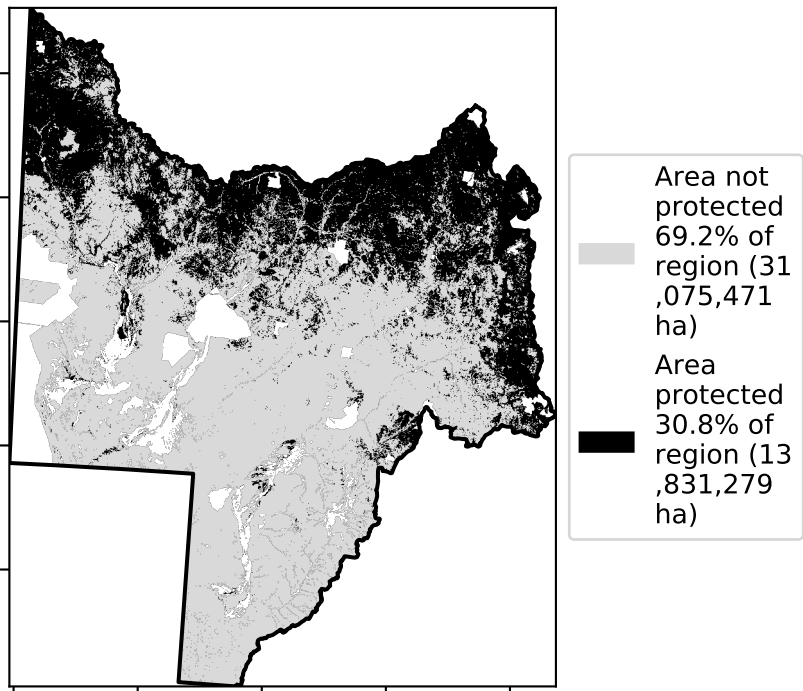 Area not
protected
69.2% of
region (31
,075,471
ha)
Area
protected
30.8% of
region (13
,831,279
ha)